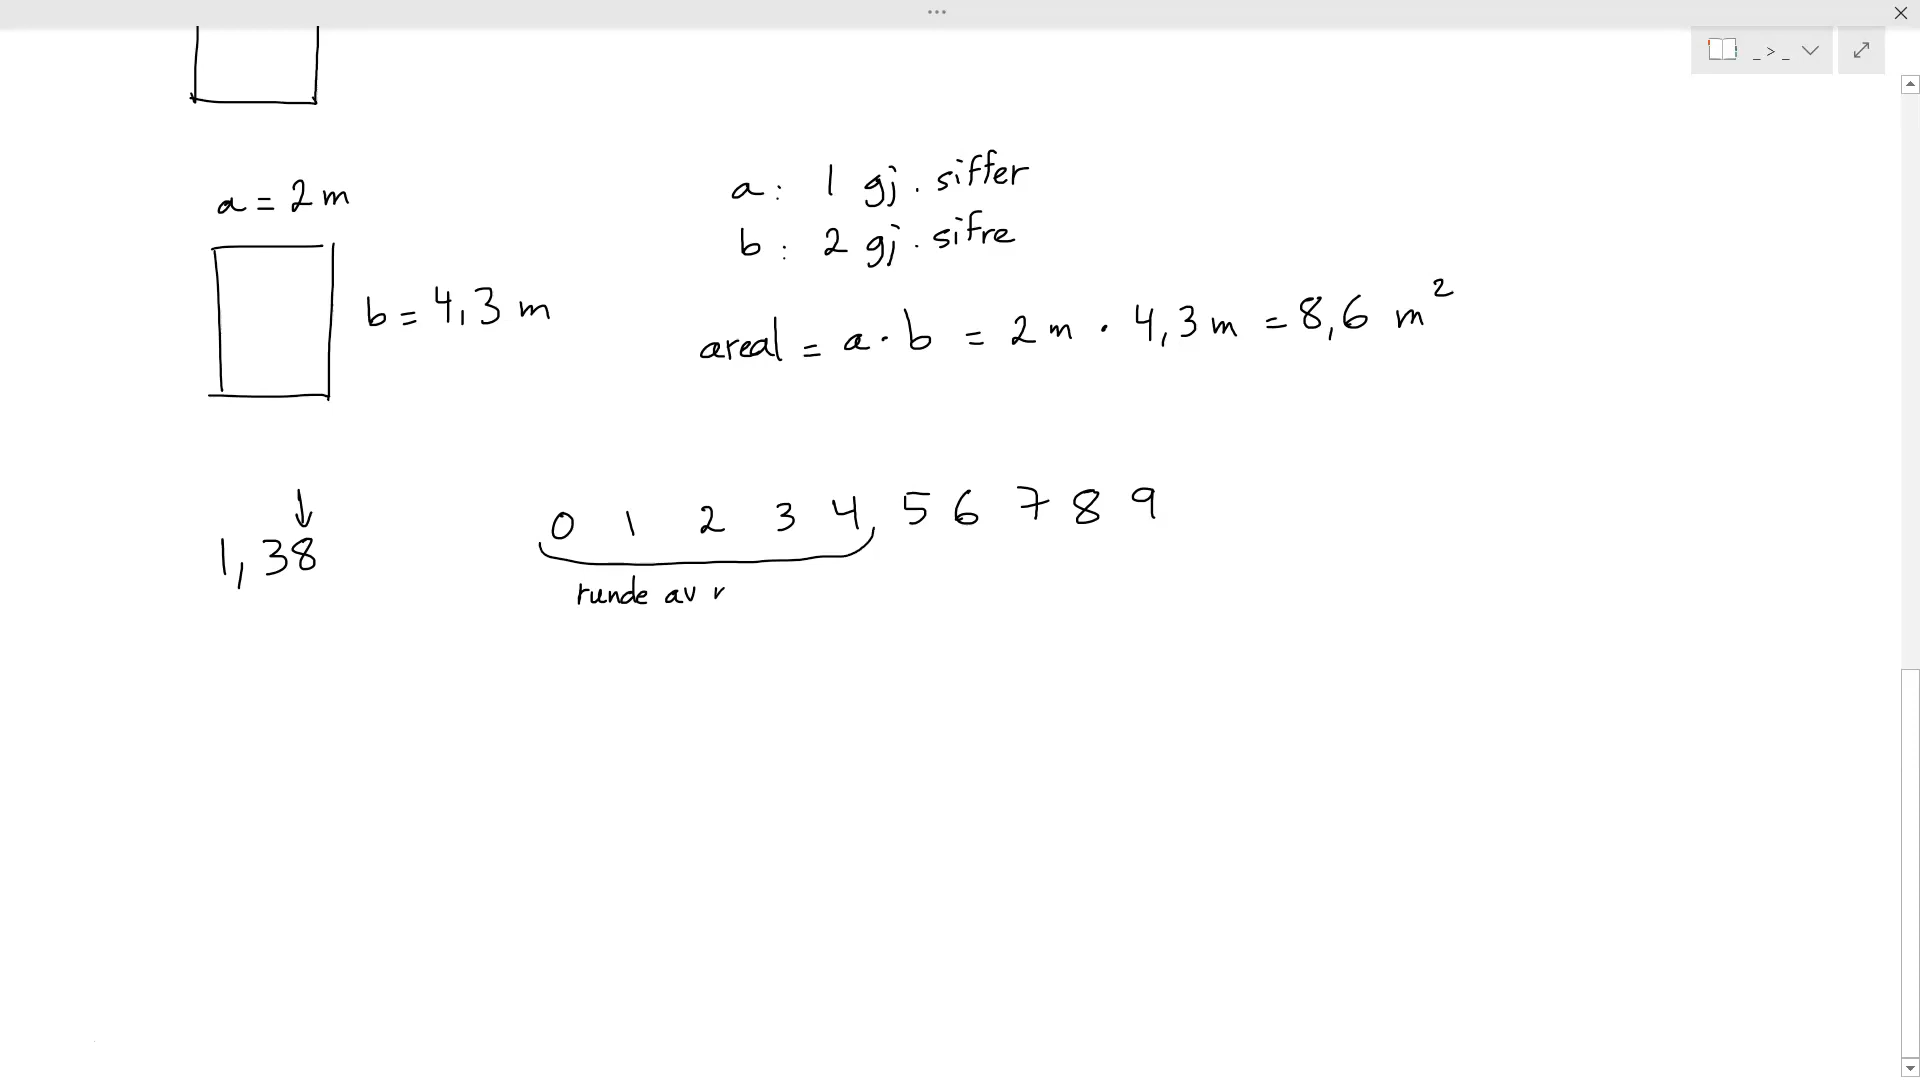 a = 2 m
b = 4,3 m
a : 1 gj. siffer
b : 2 gj. sifre
areal = a · b = 2 m · 4,3 m = 8,6 m²
1,38
0 1 2 3 4, 5 6 7 8 9
runde av